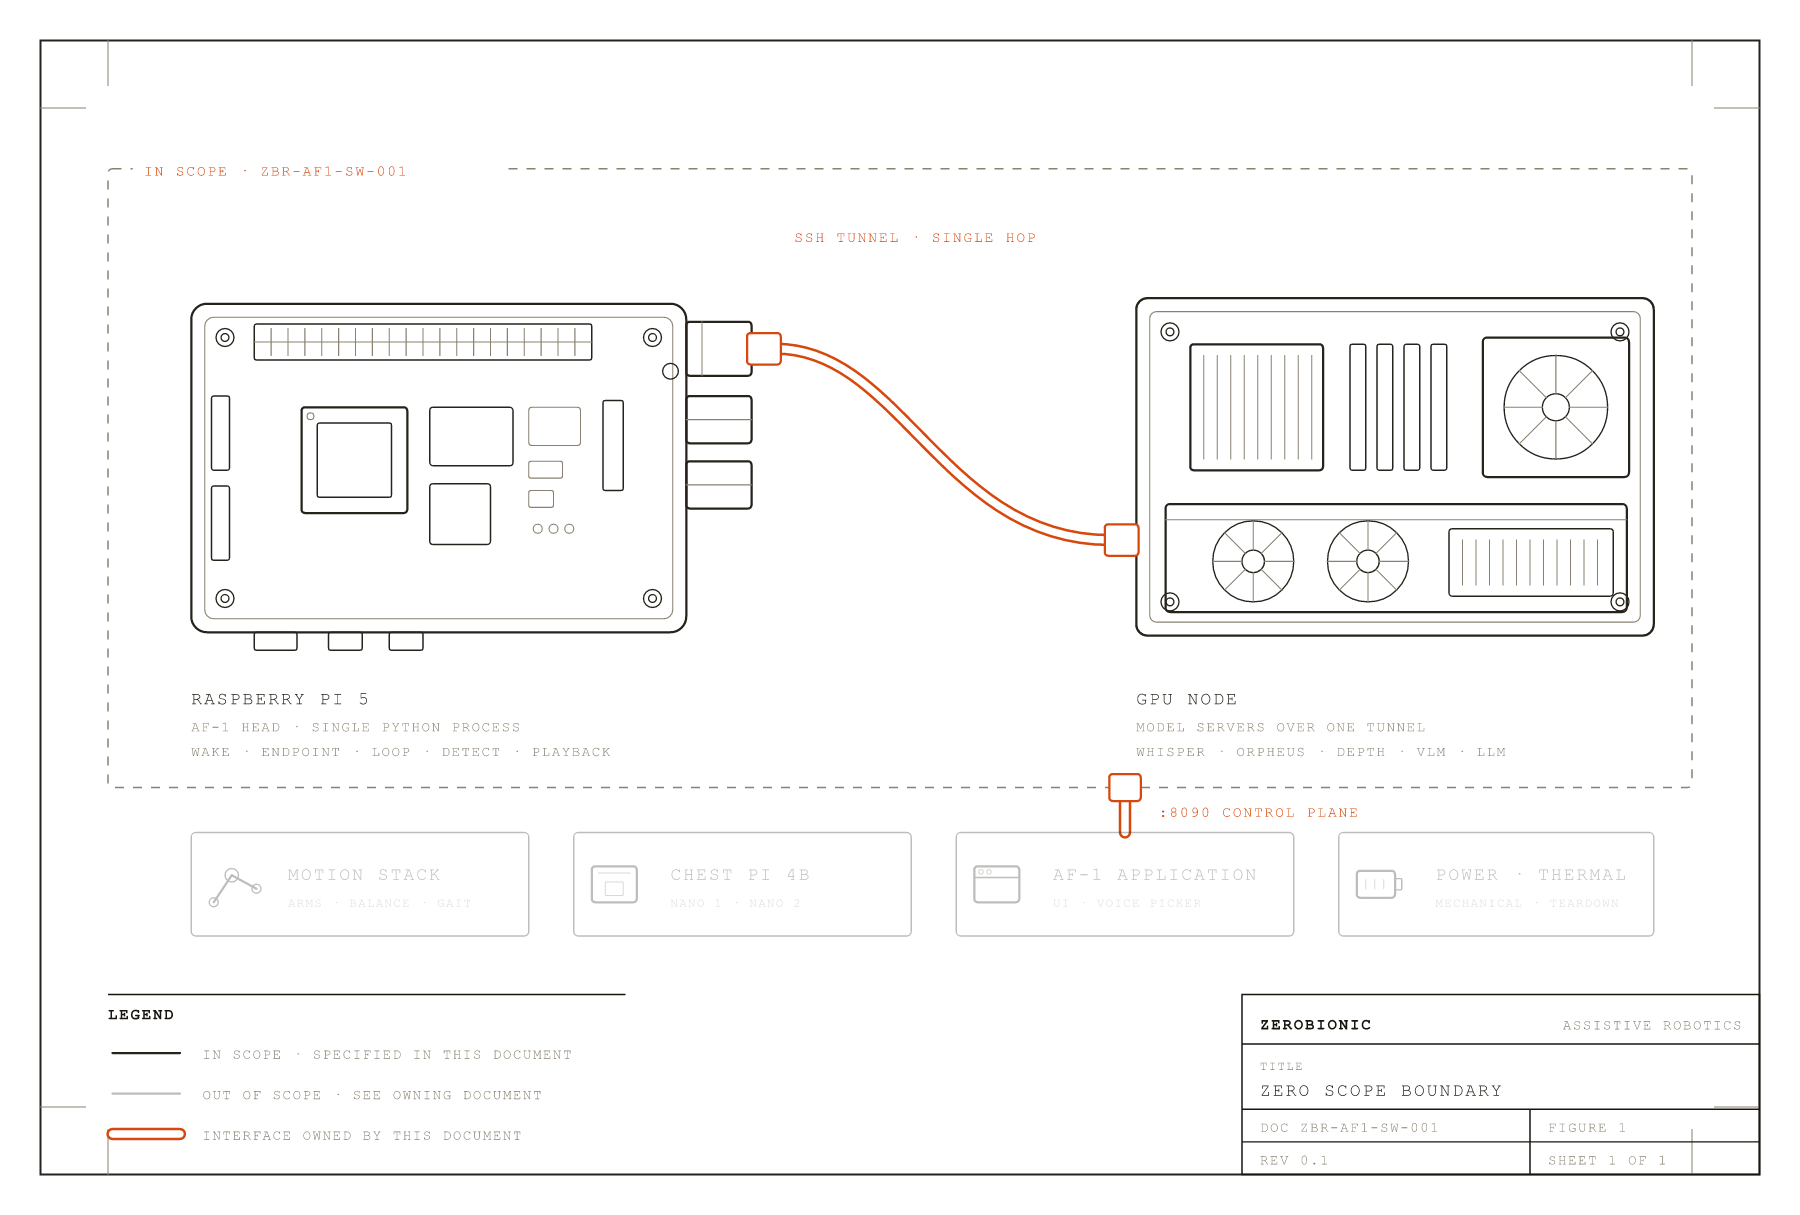 IN SCOPE · ZBR-AF1-SW-001
SSH TUNNEL · SINGLE HOP
RASPBERRY PI 5
AF-1 HEAD · SINGLE PYTHON PROCESS
WAKE · ENDPOINT · LOOP · DETECT · PLAYBACK
GPU NODE
MODEL SERVERS OVER ONE TUNNEL
WHISPER · ORPHEUS · DEPTH · VLM · LLM
:8090 CONTROL PLANE
MOTION STACK
ARMS · BALANCE · GAIT
CHEST PI 4B
NANO 1 · NANO 2
AF-1 APPLICATION
UI · VOICE PICKER
POWER · THERMAL
MECHANICAL · TEARDOWN
LEGEND
IN SCOPE · SPECIFIED IN THIS DOCUMENT
OUT OF SCOPE · SEE OWNING DOCUMENT
INTERFACE OWNED BY THIS DOCUMENT
ZEROBIONIC
ASSISTIVE ROBOTICS
TITLE
ZERO SCOPE BOUNDARY
DOC ZBR-AF1-SW-001
FIGURE 1
REV 0.1
SHEET 1 OF 1